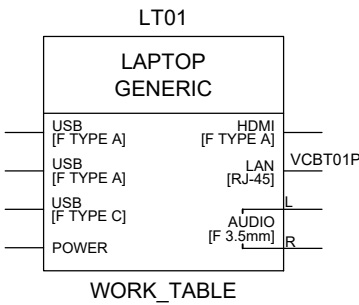 LT01
LAPTOP
GENERIC
USB
[F TYPE A]
HDMI
[F TYPE A]
USB
[F TYPE A]
LAN
[RJ-45]
VCBT01P
USB
[F TYPE C]
L
AUDIO
[F 3.5mm]
R
POWER
WORK_TABLE